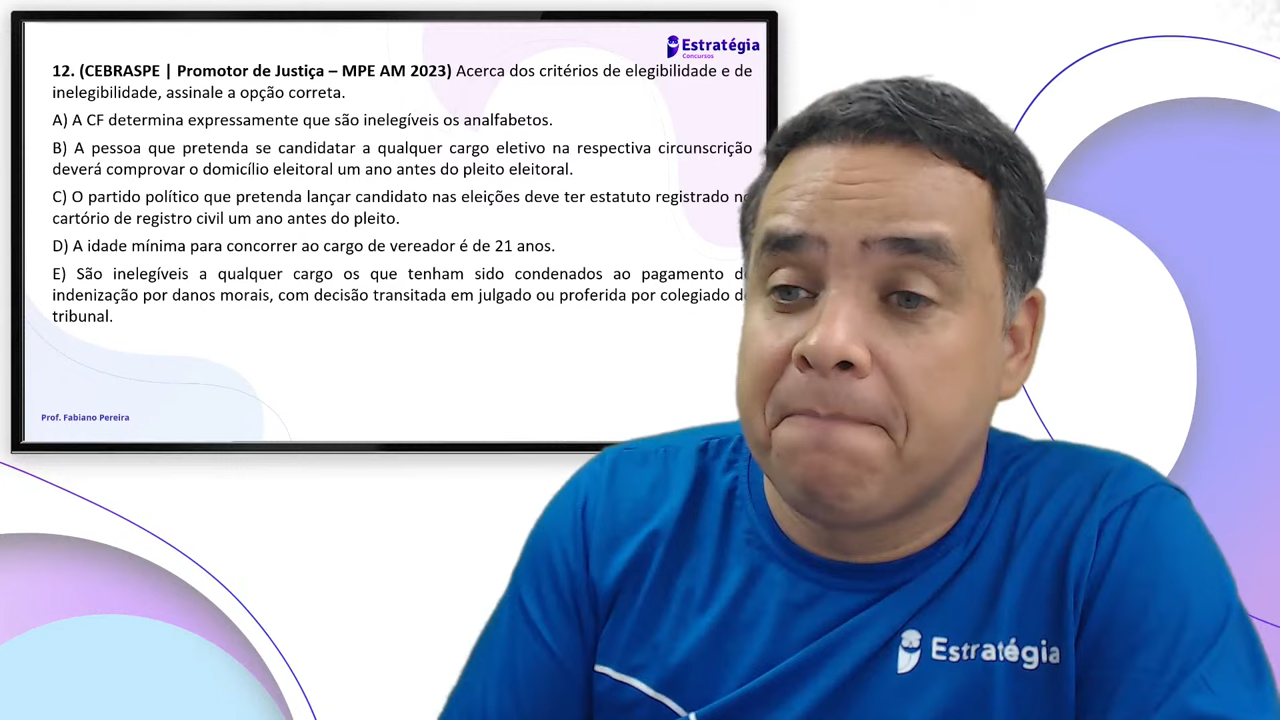 Estratégia
Concursos
12. (CEBRASPE | Promotor de Justiça – MPE AM 2023) Acerca dos critérios de elegibilidade e de
inelegibilidade, assinale a opção correta.
A) A CF determina expressamente que são inelegíveis os analfabetos.
B) A pessoa que pretenda se candidatar a qualquer cargo eletivo na respectiva circunscrição
deverá comprovar o domicílio eleitoral um ano antes do pleito eleitoral.
C) O partido político que pretenda lançar candidato nas eleições deve ter estatuto registrado
cartório de registro civil um ano antes do pleito.
D) A idade mínima para concorrer ao cargo de vereador é de 21 anos.
E) São inelegíveis a qualquer cargo os que tenham sido condenados ao pagamento
indenização por danos morais, com decisão transitada em julgado ou proferida por colegiado
tribunal.
Prof. Fabiano Pereira
Estratégia